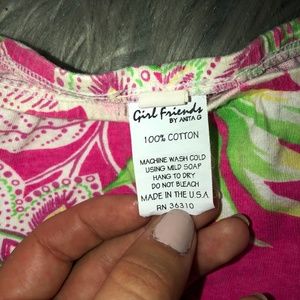 Girl Friends
BY ANITA G
100% COTTON
MACHINE WASH COLD
USING MILD SOAP
HANG TO DRY
DO NOT BLEACH
MADE IN THE U.S.A
RN 36310